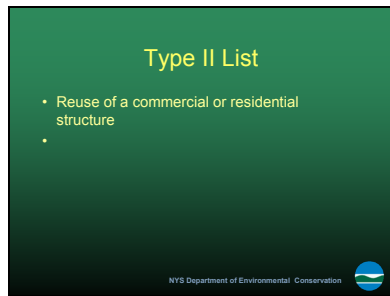 Type II List
• Reuse of a commercial or residential
structure
•
NYS Department of Environmental Conservation